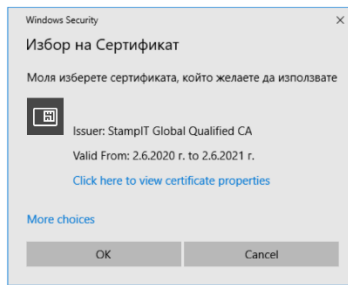 Windows Security
Избор на Сертификат
Моля изберете сертификата, който желаете да използвате
Issuer: StampIT Global Qualified CA
Valid From: 2.6.2020 г. to 2.6.2021 г.
Click here to view certificate properties
More choices
OK
Cancel